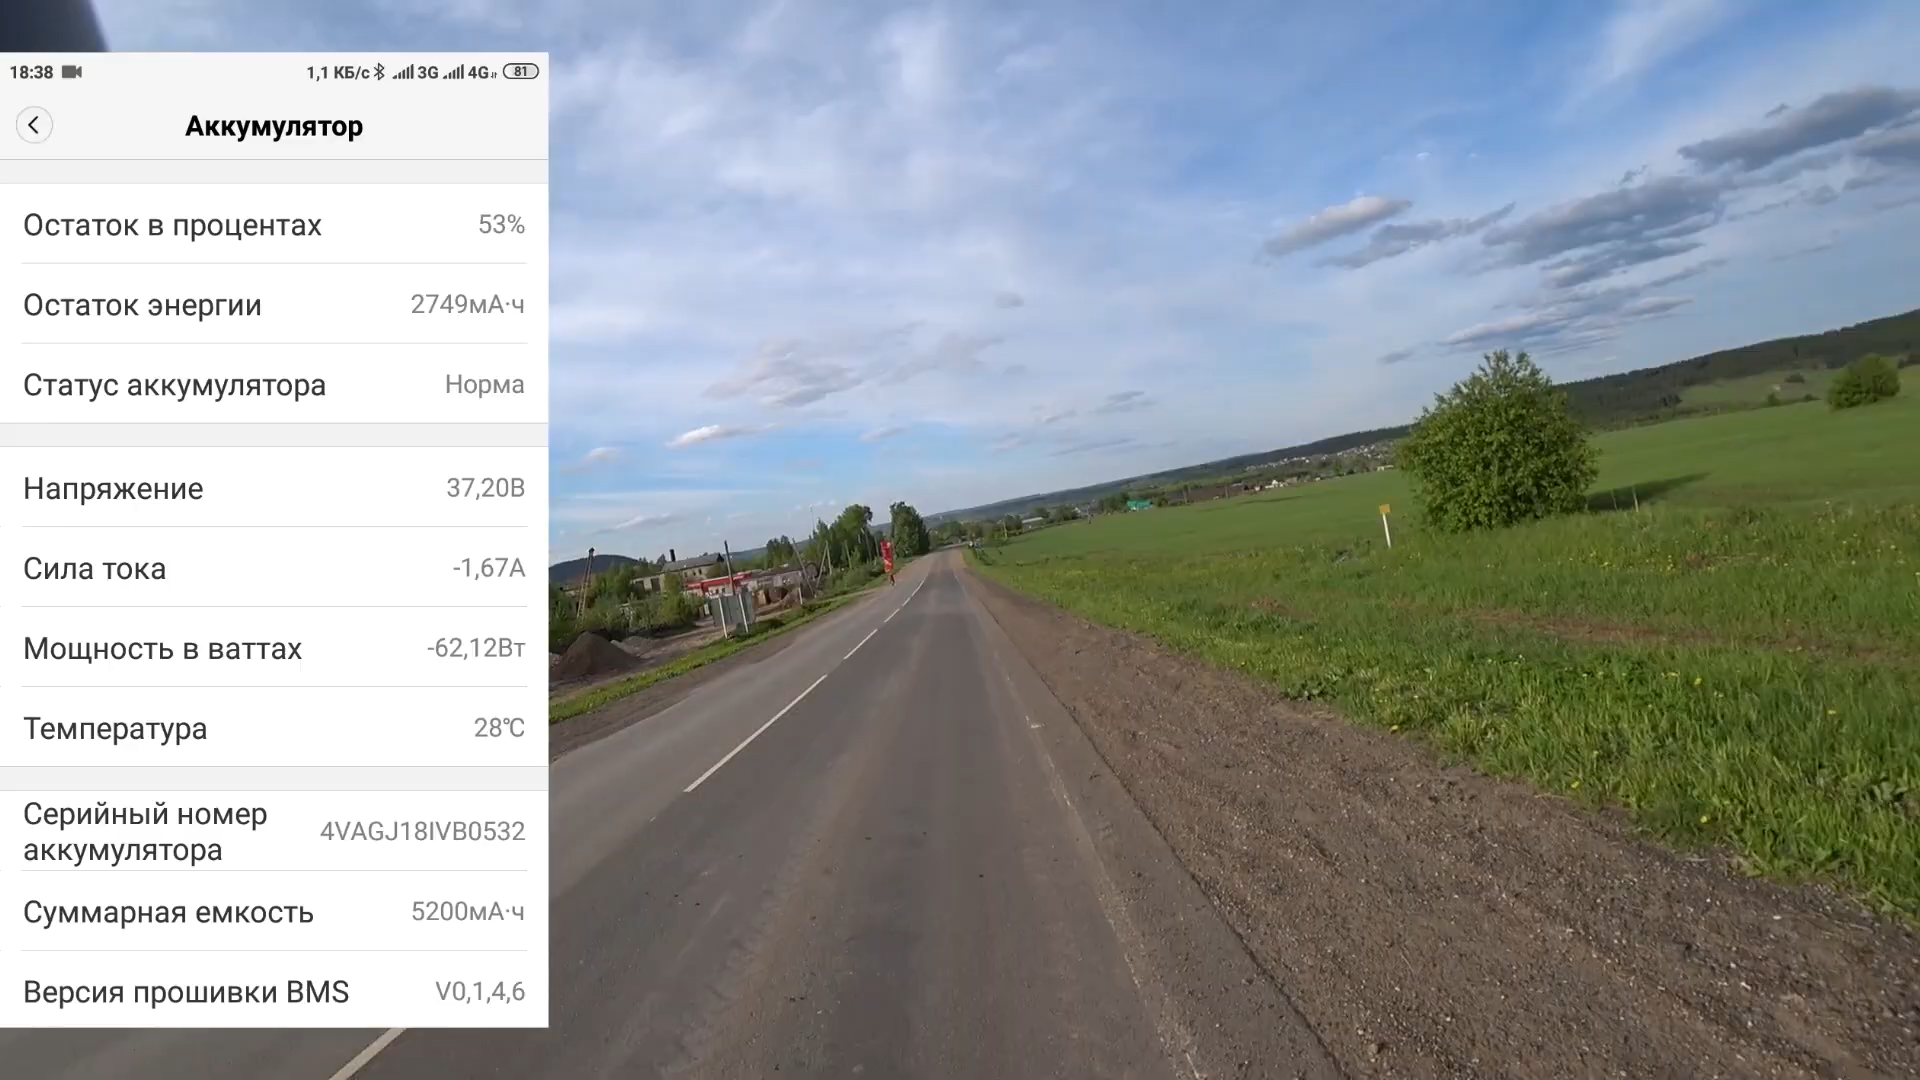 18:38 1,1 КБ/с 3G 4G 81
Аккумулятор
Остаток в процентах 53%
Остаток энергии 2749мА·ч
Статус аккумулятора Норма
Напряжение 37,20В
Сила тока -1,67А
Мощность в ваттах -62,12Вт
Температура 28℃
Серийный номер
аккумулятора 4VAGJ18IVB0532
Суммарная емкость 5200мА·ч
Версия прошивки BMS V0,1,4,6